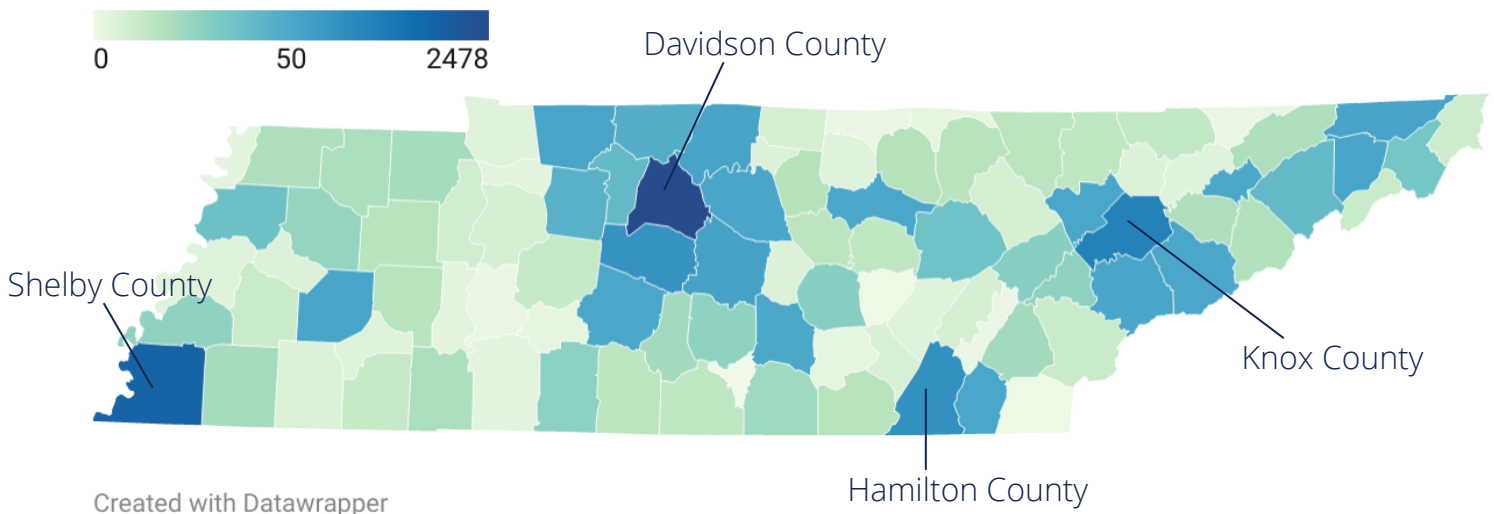 0 50 2478
Davidson County
Shelby County
Knox County
Hamilton County
Created with Datawrapper